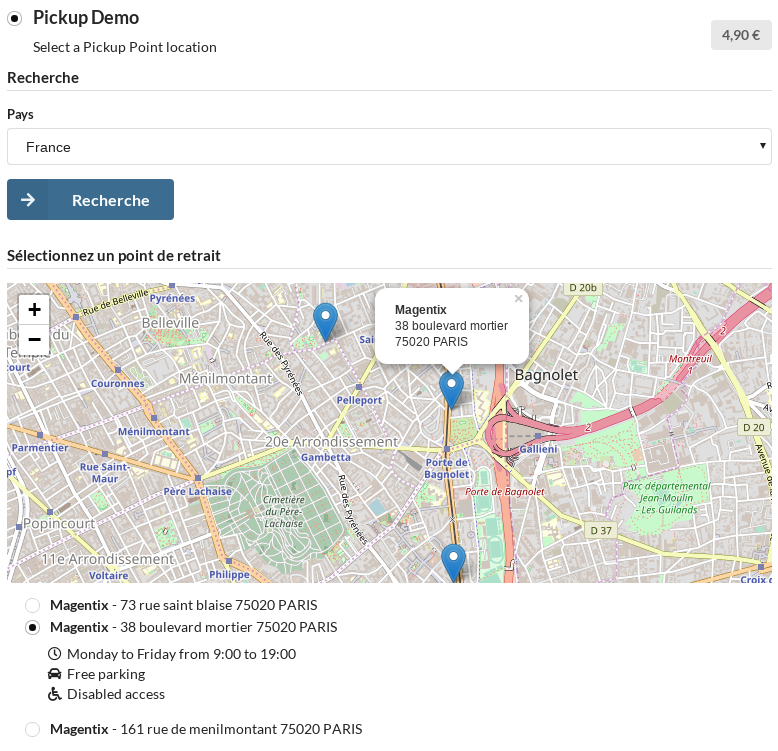 Pickup Demo
Select a Pickup Point location
4,90 €
Recherche
Pays
France
Recherche
Sélectionnez un point de retrait
+
−
Rue de Belleville
Pyrénées
Belleville
Rue des Pyrénées
Ménilmontant
Couronnes
Pelleport
Ménilmontant
Parmentier
Rue Saint-
Maur
20e Arrondissement
Gambetta
Père Lachaise
Cimetière
du Père-
Lachaise
Rue des Pyrénées
Popincourt
11e Arrondissement
Voltaire
Philippe
Magentix
38 boulevard mortier
75020 PARIS
×
D 20b
Bagnolet
Montreuil
1
2
2
D 20
Gallieni
Porte de
Bagnolet
Porte de Bagnolet
Parc départemental
Jean-Moulin
- Les Guilands
D 37
Croix d
Magentix - 73 rue saint blaise 75020 PARIS
Magentix - 38 boulevard mortier 75020 PARIS
Monday to Friday from 9:00 to 19:00
Free parking
Disabled access
Magentix - 161 rue de menilmontant 75020 PARIS